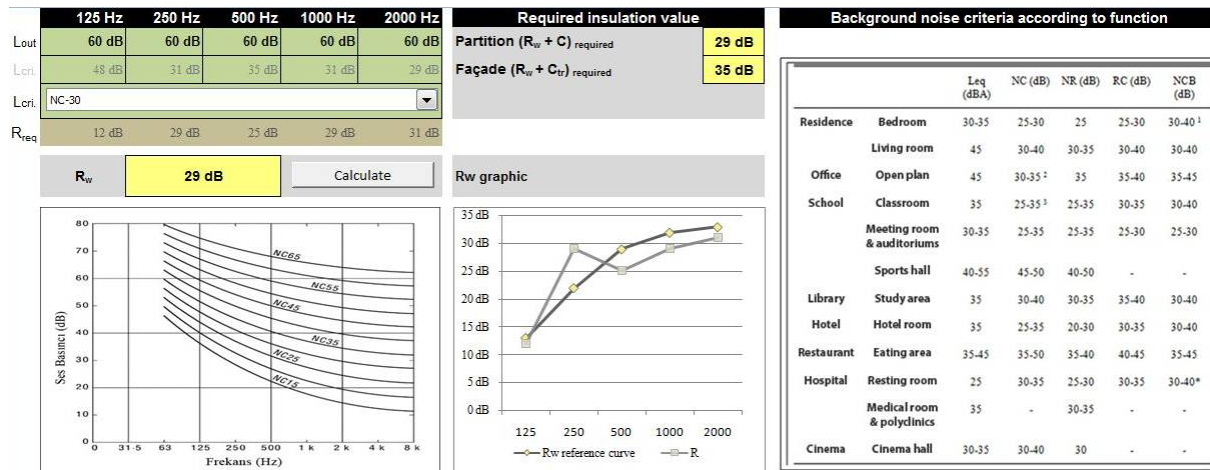 125 Hz 250 Hz 500 Hz 1000 Hz 2000 Hz
Lout 60 dB 60 dB 60 dB 60 dB 60 dB
Lcri. 48 dB 31 dB 35 dB 31 dB 29 dB
Lcri. NC-30
Rreq 12 dB 29 dB 25 dB 29 dB 31 dB
Rw 29 dB Calculate
Required insulation value
Partition (Rw + C) required 29 dB
Façade (Rw + Ctr) required 35 dB
Rw graphic
80
70
60
50
40
30
20
10
0
Ses Basıncı (dB)
NC65
NC55
NC45
NC35
NC25
NC15
0 31·5 63 125 250 500 1 k 2 k 4 k 8 k
Frekans (Hz)
35 dB
30 dB
25 dB
20 dB
15 dB
10 dB
5 dB
0 dB
125 250 500 1000 2000
Rw reference curve R
Background noise criteria according to function
Leq (dBA) NC (dB) NR (dB) RC (dB) NCB (dB)
Residence Bedroom 30-35 25-30 25 25-30 30-40 ¹
Living room 45 30-40 30-35 30-40 30-40
Office Open plan 45 30-35 ² 35 35-40 35-45
School Classroom 35 25-35 ³ 25-35 30-35 30-40
Meeting room & auditoriums 30-35 25-35 25-35 25-30 25-30
Sports hall 40-55 45-50 40-50 - -
Library Study area 35 30-40 30-35 35-40 30-40
Hotel Hotel room 35 25-35 20-30 30-35 30-40
Restaurant Eating area 35-45 35-50 35-40 40-45 35-45
Hospital Resting room 25 30-35 25-30 30-35 30-40*
Medical room & polyclinics 35 - 30-35 - -
Cinema Cinema hall 30-35 30-40 30 - -